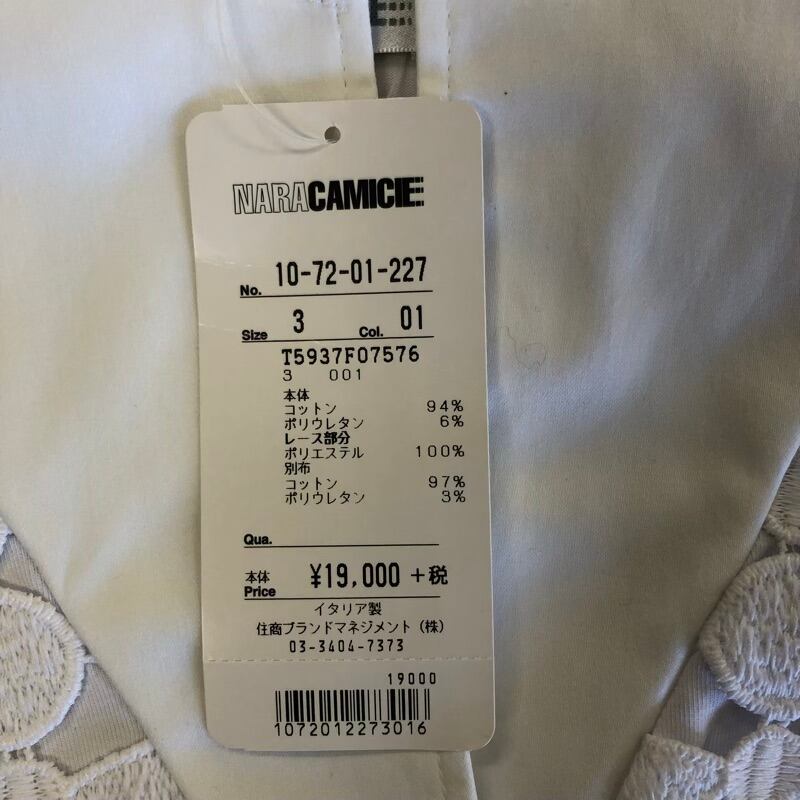 NARACAMICIE
No. 10-72-01-227
Size 3 Col. 01
T5937F07576
3 001
本体
コットン 94%
ポリウレタン 6%
レース部分
ポリエステル 100%
別布
コットン 97%
ポリウレタン 3%
Qua.
本体 Price ¥19,000 +税
イタリア製
住商ブランドマネジメント(株)
03-3404-7373
19000
1072012273016